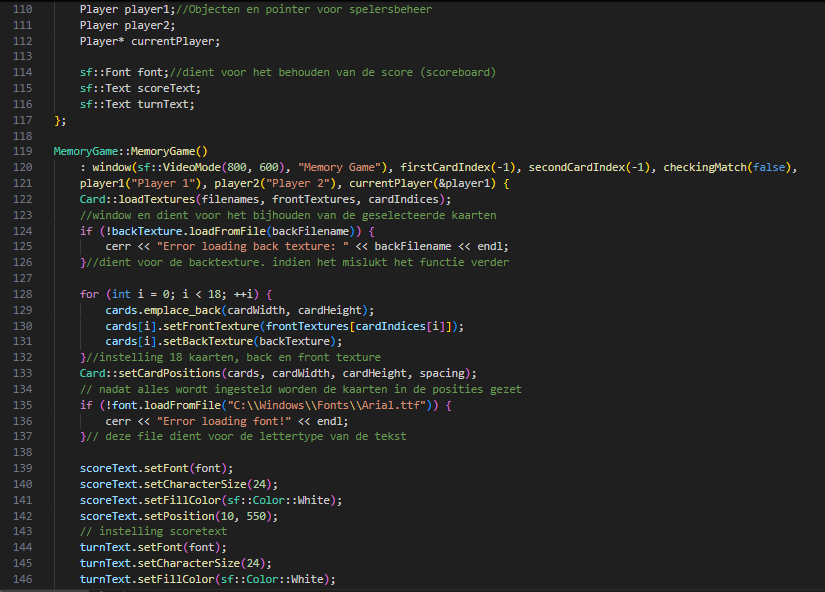 110 Player player1;//Objecten en pointer voor spelersbeheer
111 Player player2;
112 Player* currentPlayer;
113
114 sf::Font font;//dient voor het behouden van de score (scoreboard)
115 sf::Text scoreText;
116 sf::Text turnText;
117 };
118
119 MemoryGame::MemoryGame()
120 : window(sf::VideoMode(800, 600), "Memory Game"), firstCardIndex(-1), secondCardIndex(-1), checkingMatch(false),
121 player1("Player 1"), player2("Player 2"), currentPlayer(&player1) {
122 Card::loadTextures(filenames, frontTextures, cardIndices);
123 //window en dient voor het bijhouden van de geselecteerde kaarten
124 if (!backTexture.loadFromFile(backFilename)) {
125 cerr << "Error loading back texture: " << backFilename << endl;
126 }//dient voor de backtexture. indien het mislukt het functie verder
127
128 for (int i = 0; i < 18; ++i) {
129 cards.emplace_back(cardWidth, cardHeight);
130 cards[i].setFrontTexture(frontTextures[cardIndices[i]]);
131 cards[i].setBackTexture(backTexture);
132 }//instelling 18 kaarten, back en front texture
133 Card::setCardPositions(cards, cardWidth, cardHeight, spacing);
134 // nadat alles wordt ingesteld worden de kaarten in de posities gezet
135 if (!font.loadFromFile("C:\\Windows\\Fonts\\Arial.ttf")) {
136 cerr << "Error loading font!" << endl;
137 }// deze file dient voor de lettertype van de tekst
138
139 scoreText.setFont(font);
140 scoreText.setCharacterSize(24);
141 scoreText.setFillColor(sf::Color::White);
142 scoreText.setPosition(10, 550);
143 // instelling scoretext
144 turnText.setFont(font);
145 turnText.setCharacterSize(24);
146 turnText.setFillColor(sf::Color::White);